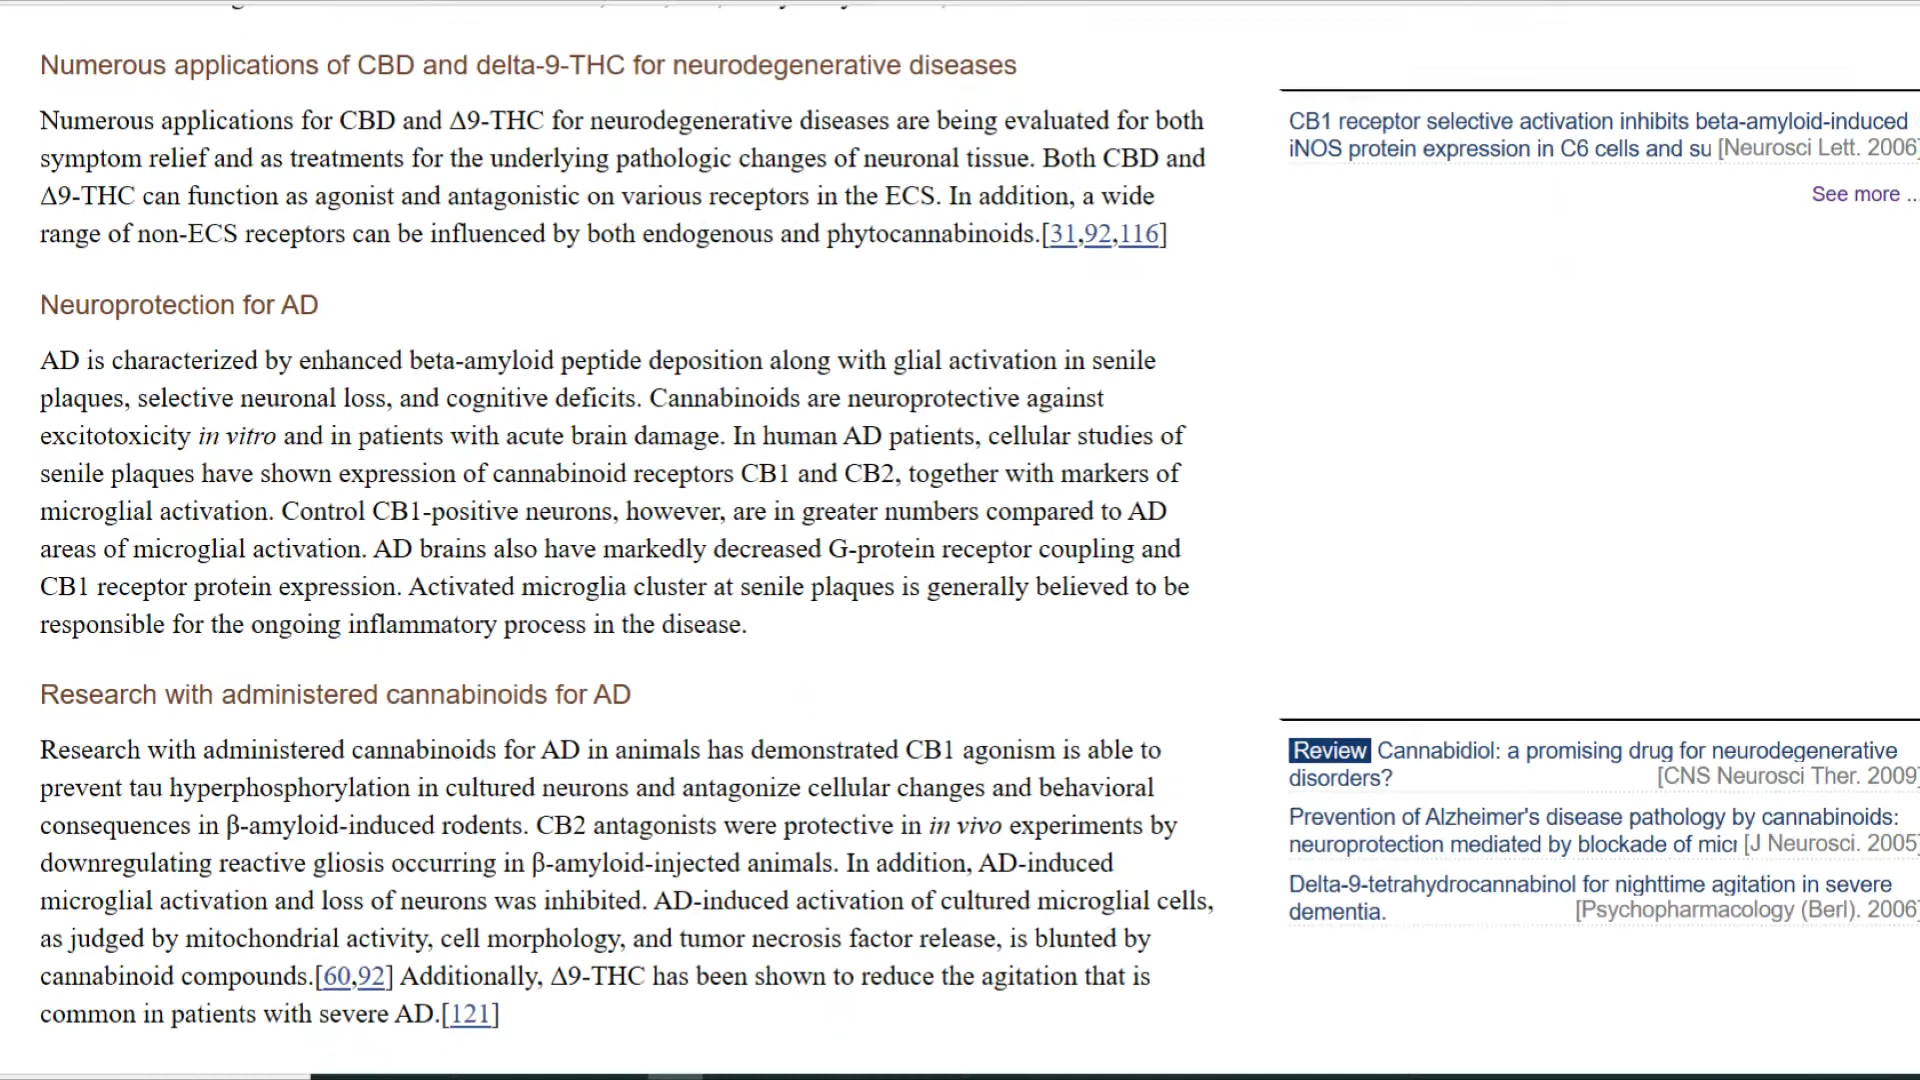 Numerous applications of CBD and delta-9-THC for neurodegenerative diseases
Numerous applications for CBD and Δ9-THC for neurodegenerative diseases are being evaluated for both
symptom relief and as treatments for the underlying pathologic changes of neuronal tissue. Both CBD and
Δ9-THC can function as agonist and antagonistic on various receptors in the ECS. In addition, a wide
range of non-ECS receptors can be influenced by both endogenous and phytocannabinoids.[31,92,116]
CB1 receptor selective activation inhibits beta-amyloid-induced
iNOS protein expression in C6 cells and su [Neurosci Lett. 2006]
See more ...
Neuroprotection for AD
AD is characterized by enhanced beta-amyloid peptide deposition along with glial activation in senile
plaques, selective neuronal loss, and cognitive deficits. Cannabinoids are neuroprotective against
excitotoxicity in vitro and in patients with acute brain damage. In human AD patients, cellular studies of
senile plaques have shown expression of cannabinoid receptors CB1 and CB2, together with markers of
microglial activation. Control CB1-positive neurons, however, are in greater numbers compared to AD
areas of microglial activation. AD brains also have markedly decreased G-protein receptor coupling and
CB1 receptor protein expression. Activated microglia cluster at senile plaques is generally believed to be
responsible for the ongoing inflammatory process in the disease.
Research with administered cannabinoids for AD
Research with administered cannabinoids for AD in animals has demonstrated CB1 agonism is able to
prevent tau hyperphosphorylation in cultured neurons and antagonize cellular changes and behavioral
consequences in β-amyloid-induced rodents. CB2 antagonists were protective in in vivo experiments by
downregulating reactive gliosis occurring in β-amyloid-injected animals. In addition, AD-induced
microglial activation and loss of neurons was inhibited. AD-induced activation of cultured microglial cells,
as judged by mitochondrial activity, cell morphology, and tumor necrosis factor release, is blunted by
cannabinoid compounds.[60,92] Additionally, Δ9-THC has been shown to reduce the agitation that is
common in patients with severe AD.[121]
Review Cannabidiol: a promising drug for neurodegenerative
disorders? [CNS Neurosci Ther. 2009]
Prevention of Alzheimer's disease pathology by cannabinoids:
neuroprotection mediated by blockade of micr [J Neurosci. 2005]
Delta-9-tetrahydrocannabinol for nighttime agitation in severe
dementia. [Psychopharmacology (Berl). 2006]